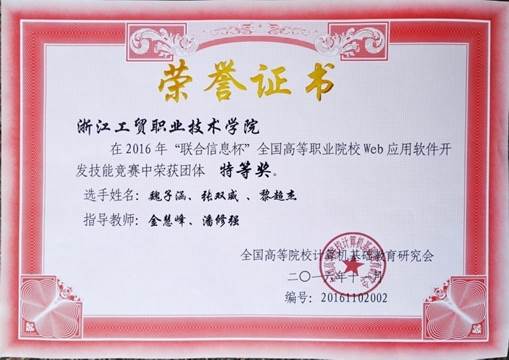 荣誉证书
浙江工贸职业技术学院
在2016年“联合信息杯”全国高等职业院校Web应用软件开
发技能竞赛中荣获团体 特等奖。
选手姓名：魏子涵、张双威、黎超杰
指导教师：金慧峰、潘修强
全国高等院校计算机基础教育研究会
二〇一六年十一月
编号：20161102002